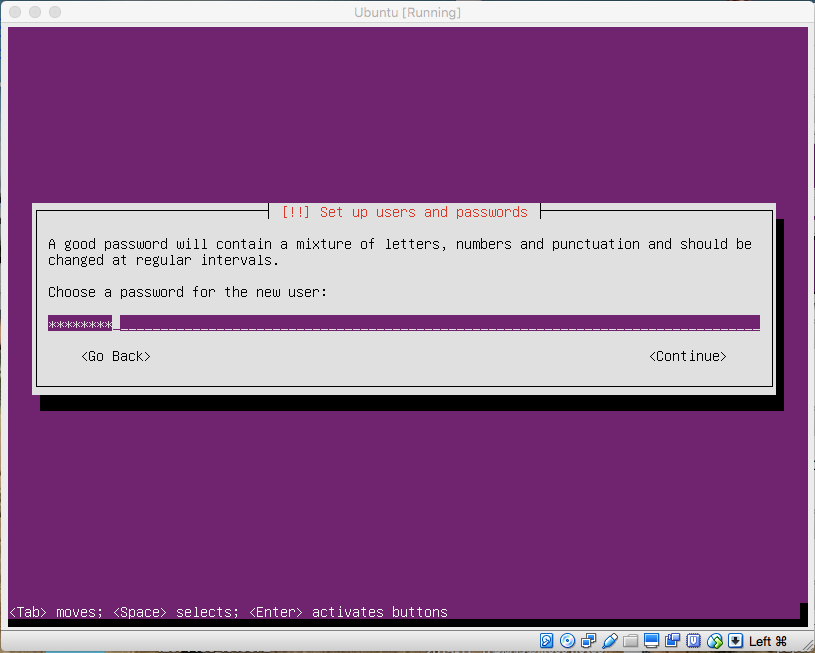 Ubuntu [Running]
[!!] Set up users and passwords
A good password will contain a mixture of letters, numbers and punctuation and should be
changed at regular intervals.
Choose a password for the new user:
********_______________________________________________________________________________
<Go Back> <Continue>
<Tab> moves; <Space> selects; <Enter> activates buttons
Left ⌘